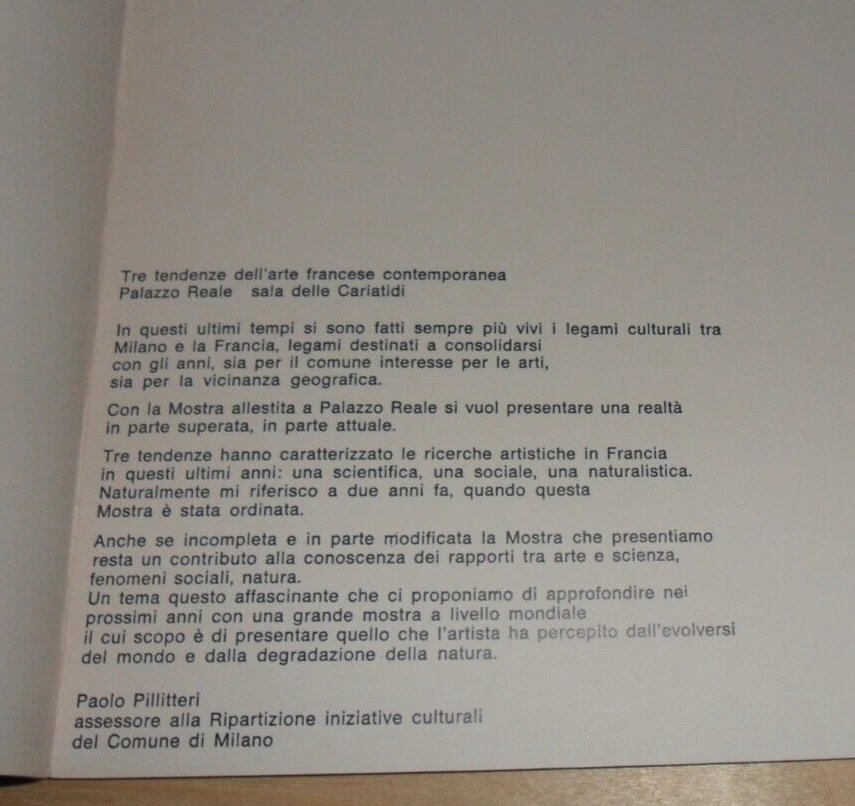 Tre tendenze dell'arte francese contemporanea
Palazzo Reale sala delle Cariatidi
In questi ultimi tempi si sono fatti sempre più vivi i legami culturali tra
Milano e la Francia, legami destinati a consolidarsi
con gli anni, sia per il comune interesse per le arti,
sia per la vicinanza geografica.
Con la Mostra allestita a Palazzo Reale si vuol presentare una realtà
in parte superata, in parte attuale.
Tre tendenze hanno caratterizzato le ricerche artistiche in Francia
in questi ultimi anni: una scientifica, una sociale, una naturalistica.
Naturalmente mi riferisco a due anni fa, quando questa
Mostra è stata ordinata.
Anche se incompleta e in parte modificata la Mostra che presentiamo
resta un contributo alla conoscenza dei rapporti tra arte e scienza,
fenomeni sociali, natura.
Un tema questo affascinante che ci proponiamo di approfondire nei
prossimi anni con una grande mostra a livello mondiale
il cui scopo è di presentare quello che l'artista ha percepito dall'evolversi
del mondo e dalla degradazione della natura.
Paolo Pillitteri
assessore alla Ripartizione iniziative culturali
del Comune di Milano